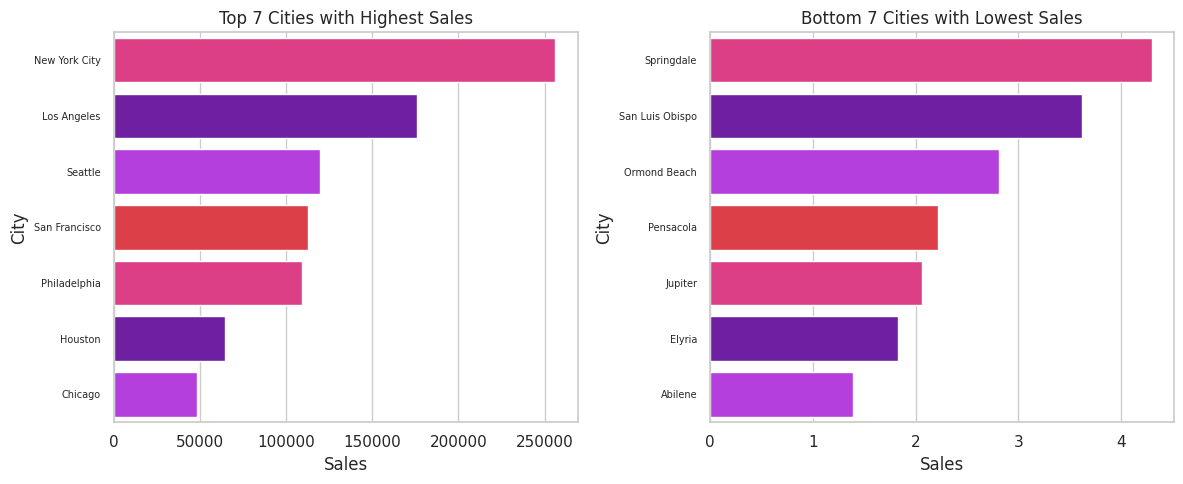 Top 7 Cities with Highest Sales
City
New York City
Los Angeles
Seattle
San Francisco
Philadelphia
Houston
Chicago
0 50000 100000 150000 200000 250000
Sales
Bottom 7 Cities with Lowest Sales
City
Springdale
San Luis Obispo
Ormond Beach
Pensacola
Jupiter
Elyria
Abilene
0 1 2 3 4
Sales